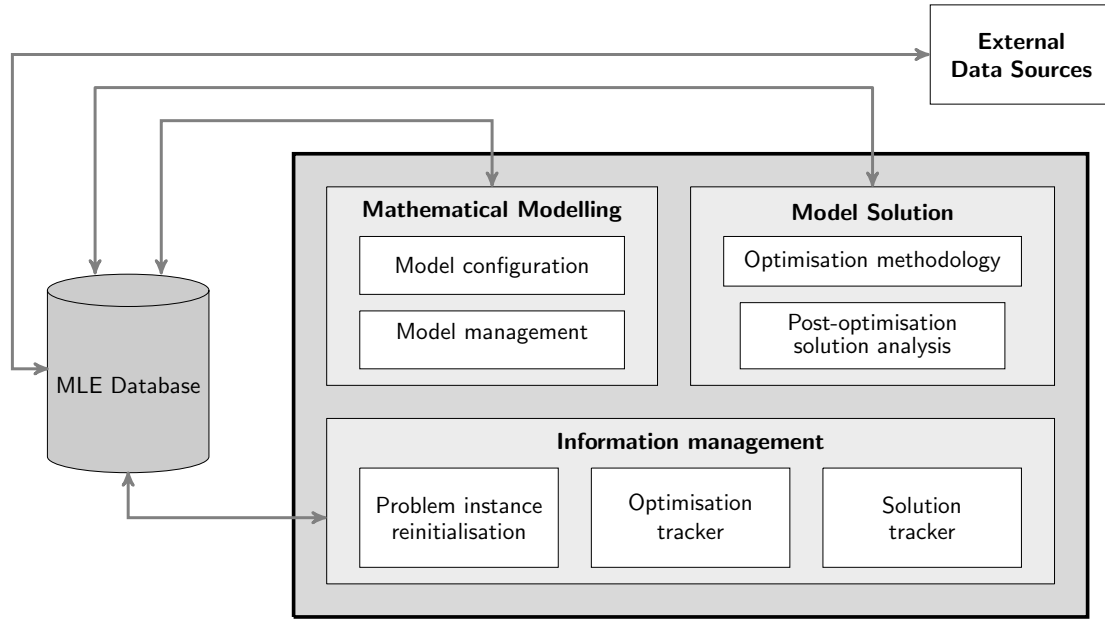 External
Data Sources
Mathematical Modelling
Model configuration
Model management
Model Solution
Optimisation methodology
Post-optimisation
solution analysis
MLE Database
Information management
Problem instance
reinitialisation
Optimisation
tracker
Solution
tracker